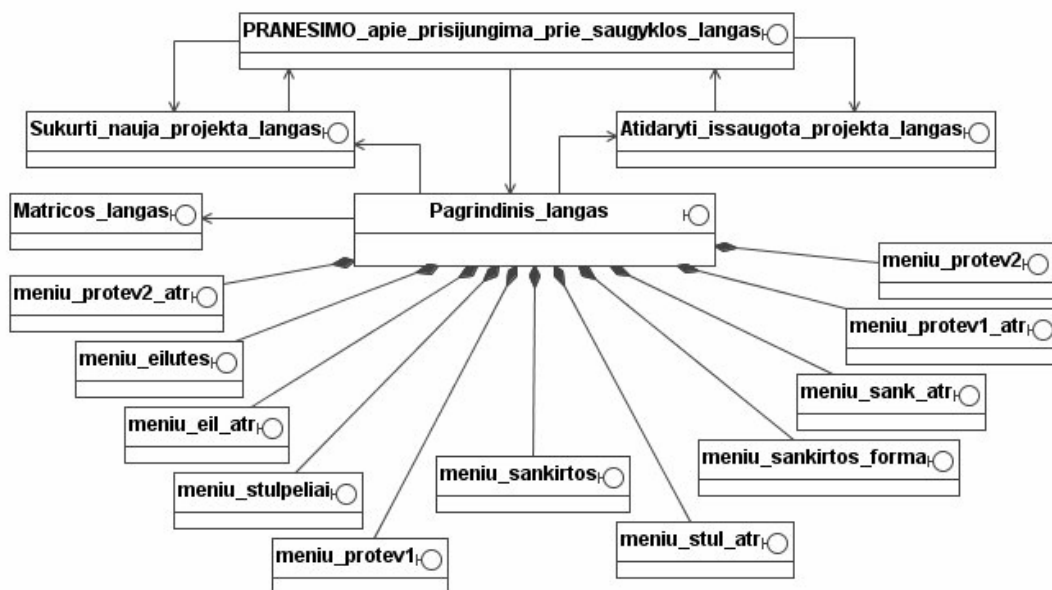 PRANESIMO_apie_prisijungima_prie_saugyklos_langas
Sukurti_nauja_projekta_langas
Atidaryti_issaugota_projekta_langas
Matricos_langas
Pagrindinis_langas
meniu_protev2
meniu_protev2_atr
meniu_protev1_atr
meniu_eilutes
meniu_sank_atr
meniu_eil_atr
meniu_sankirtos_forma
meniu_sankirtos
meniu_stulpeliai
meniu_stul_atr
meniu_protev1